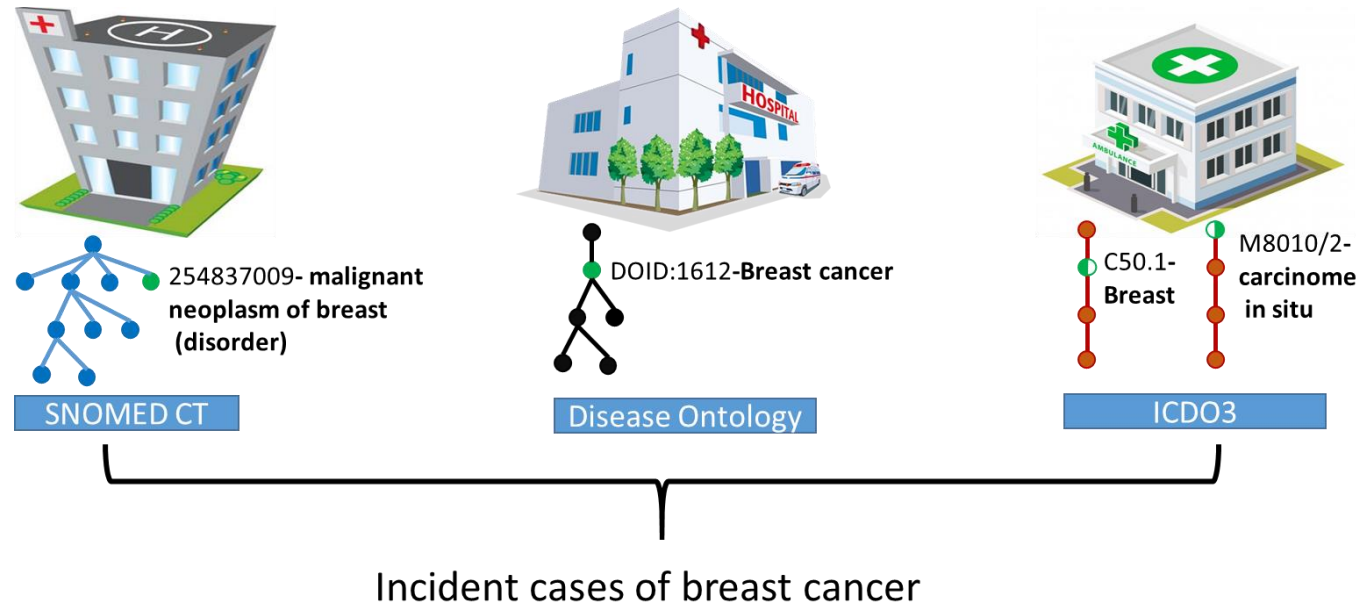 H
HOSPITAL
AMBULANCE
254837009- malignant
neoplasm of breast
(disorder)
DOID:1612-Breast cancer
C50.1-
Breast
M8010/2-
carcinome
in situ
SNOMED CT
Disease Ontology
ICDO3
Incident cases of breast cancer